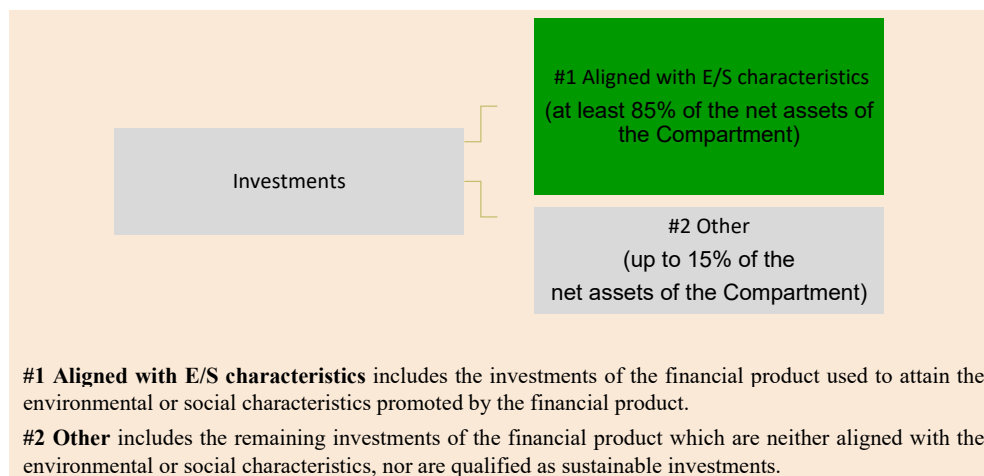 #1 Aligned with E/S characteristics
(at least 85% of the net assets of
the Compartment)
Investments
#2 Other
(up to 15% of the
net assets of the Compartment)
#1 Aligned with E/S characteristics includes the investments of the financial product used to attain the
environmental or social characteristics promoted by the financial product.
#2 Other includes the remaining investments of the financial product which are neither aligned with the
environmental or social characteristics, nor are qualified as sustainable investments.